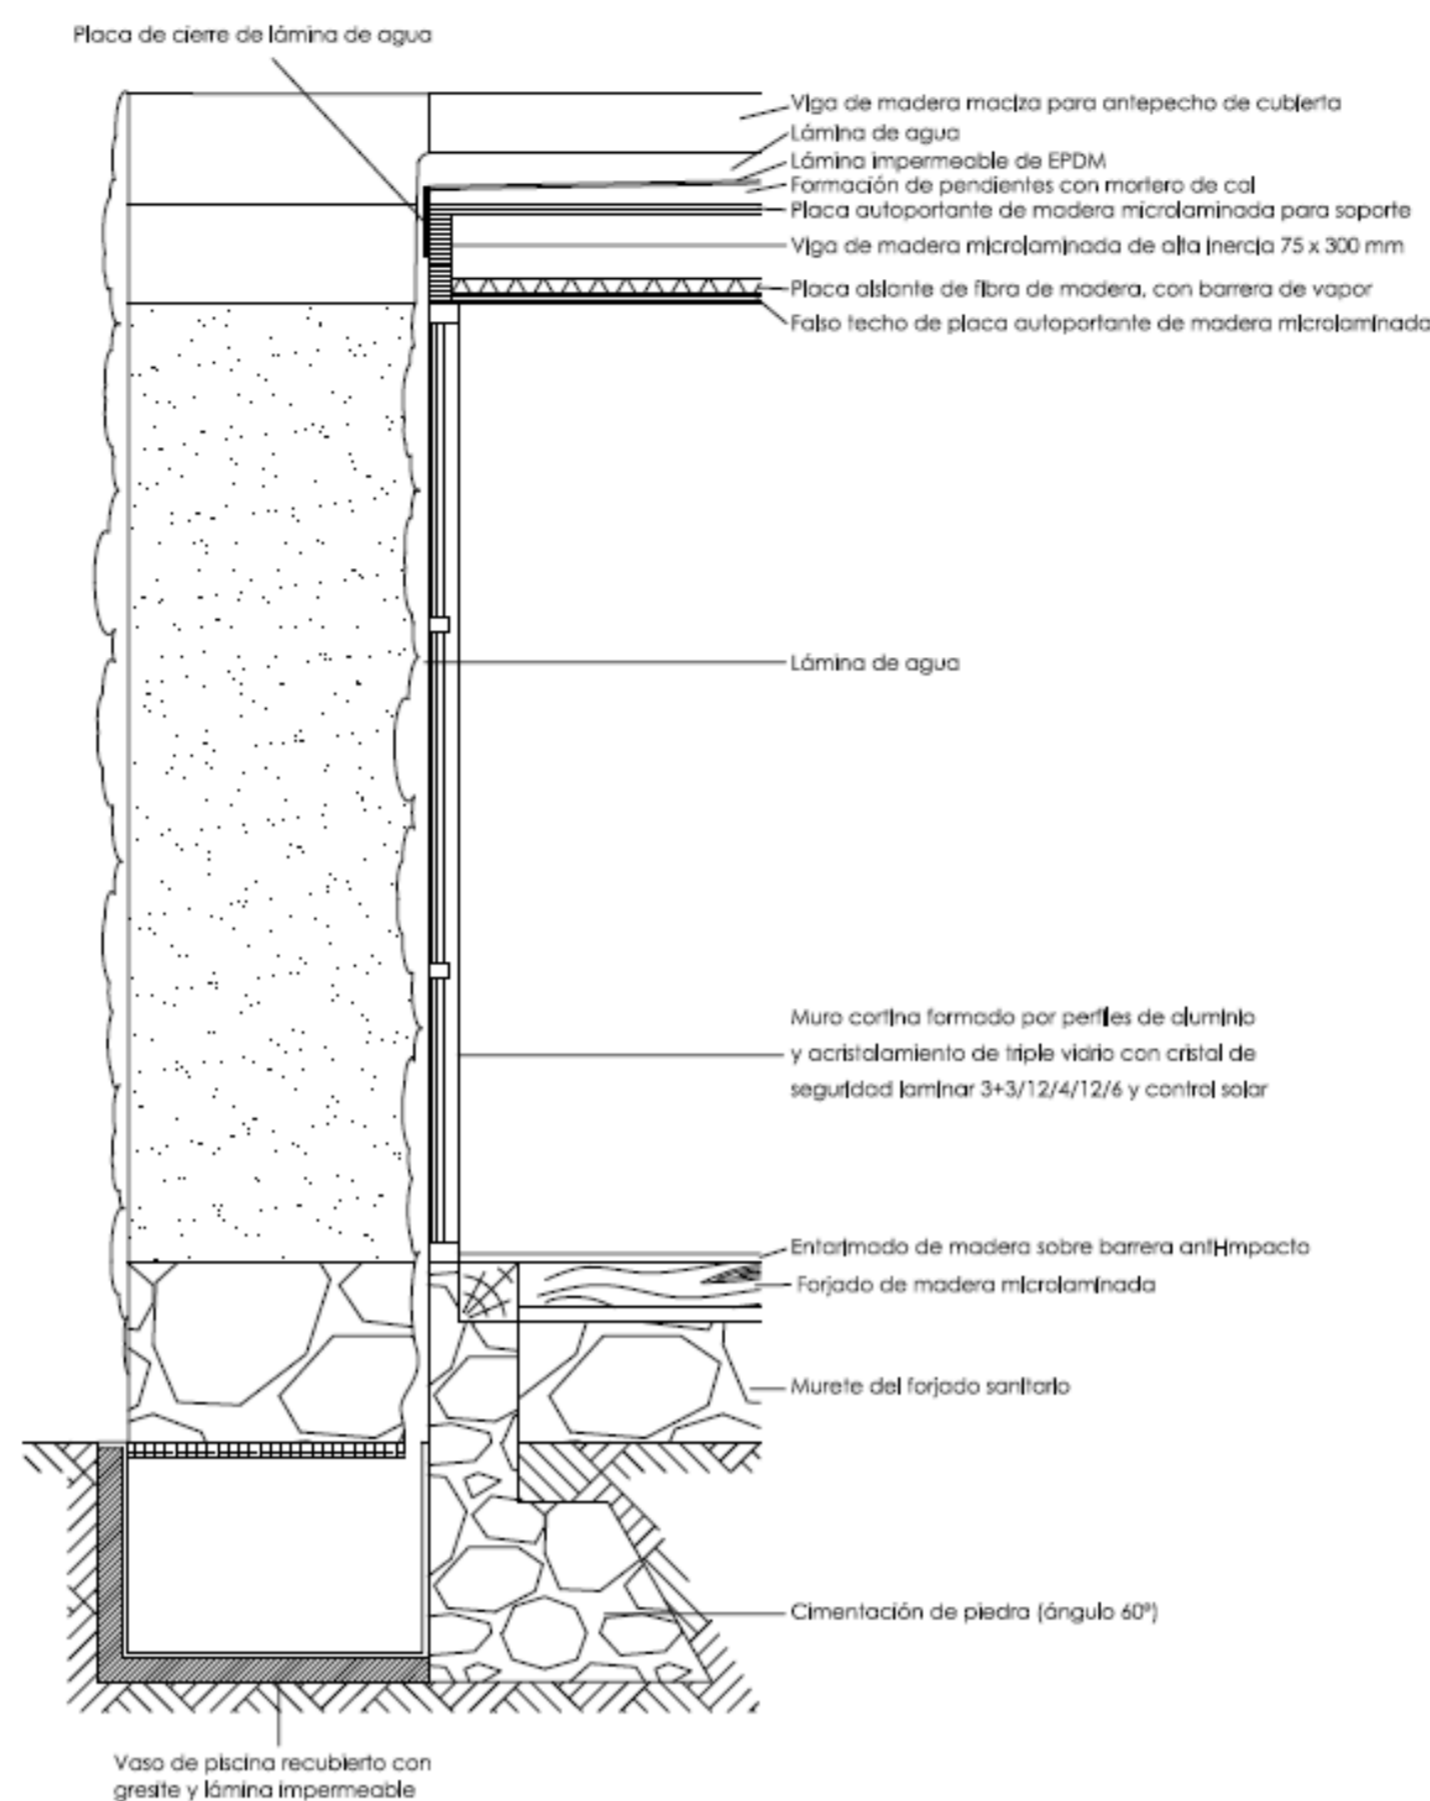 Placa de cierre de lámina de agua
Viga de madera maciza para antepecho de cubierta
Lámina de agua
Lámina impermeable de EPDM
Formación de pendientes con mortero de cal
Placa autoportante de madera microlaminada para soporte
Viga de madera microlaminada de alta inercia 75 x 300 mm
Placa aislante de fibra de madera, con barrera de vapor
Falso techo de placa autoportante de madera microlaminada
Lámina de agua
Muro cortina formado por perfiles de aluminio
y acristalamiento de triple vidrio con cristal de
seguridad laminar 3+3/12/4/12/6 y control solar
Entarimado de madera sobre barrera anti-impacto
Forjado de madera microlaminada
Murete del forjado sanitario
Cimentación de piedra (ángulo 60º)
Vaso de piscina recubierto con
gresite y lámina impermeable